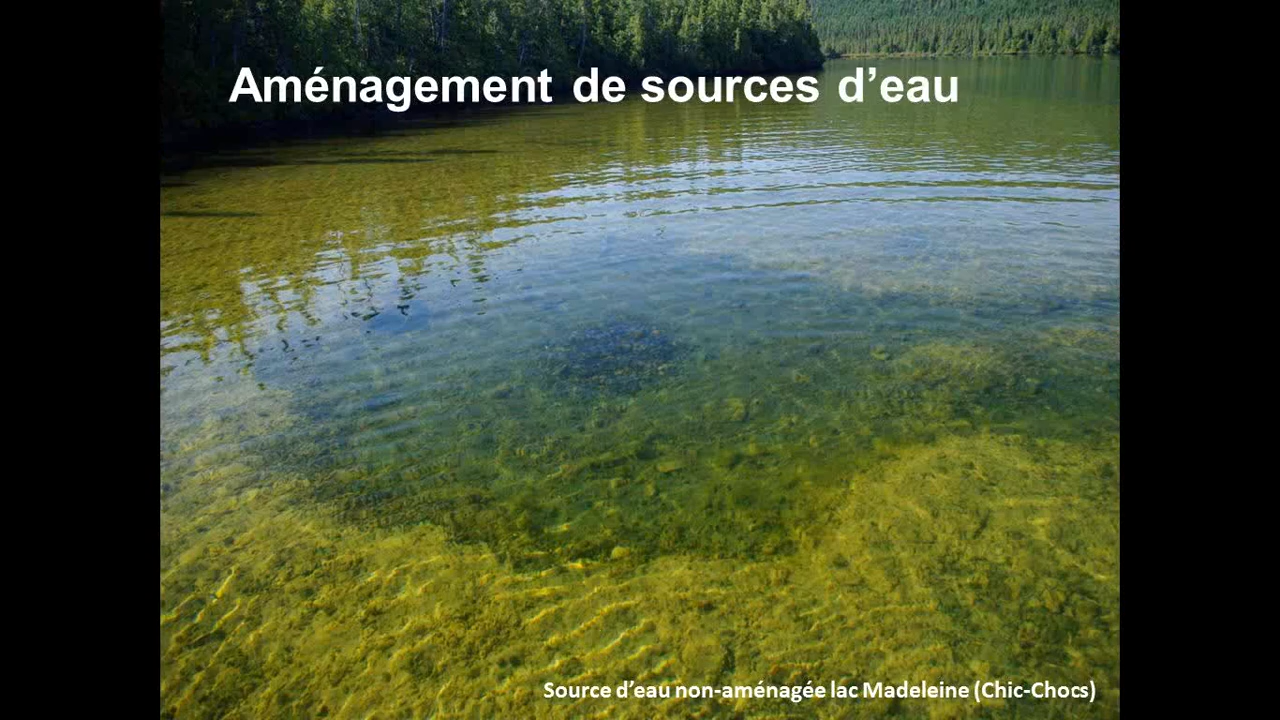 Aménagement de sources d’eau
Source d’eau non-aménagée lac Madeleine (Chic-Chocs)